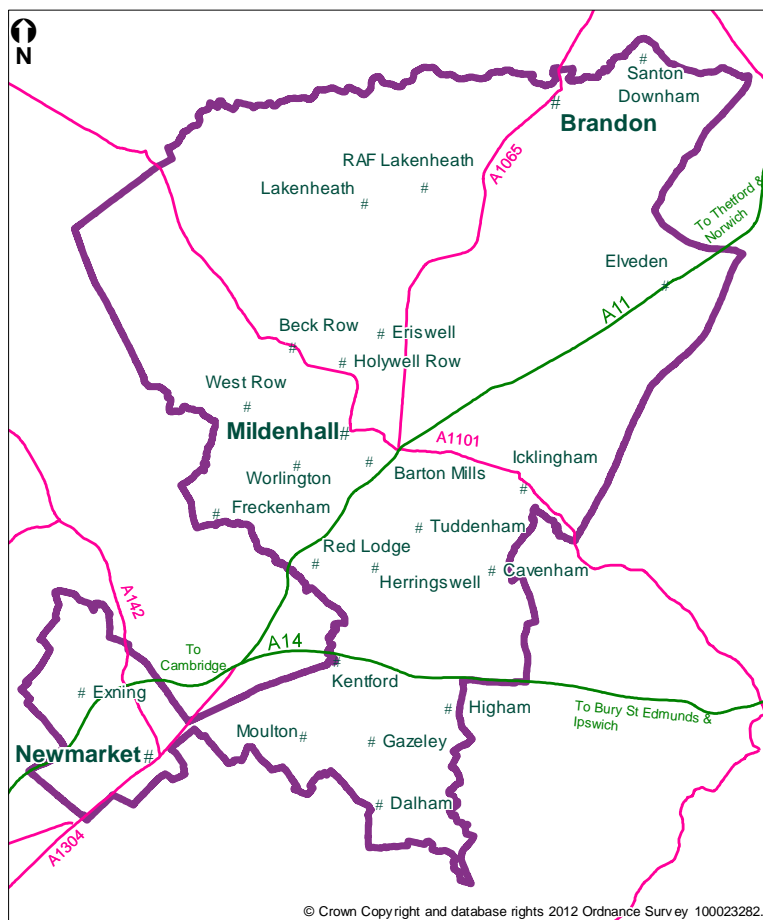 N
Santon
Downham
Brandon
RAF Lakenheath
A1065
Lakenheath
To Thetford &
Norwich
Elveden
A11
Beck Row
Eriswell
Holywell Row
West Row
Mildenhall
A1101
Icklingham
Worlington
Barton Mills
Freckenham
Tuddenham
Red Lodge
Herringswell
Cavenham
A142
To
Cambridge
A14
Kentford
Exning
Higham
To Bury St Edmunds &
Ipswich
Moulton
Gazeley
Newmarket
Dalham
A1304
© Crown Copyright and database rights 2012 Ordnance Survey 100023282.